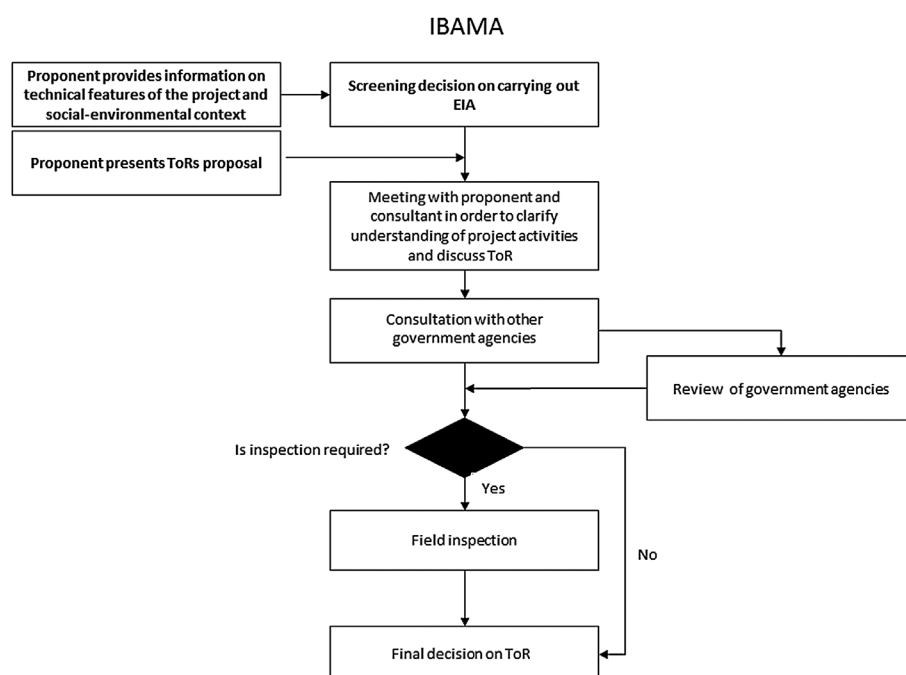 IBAMA
Proponent provides information on
technical features of the project and
social-environmental context
Screening decision on carrying out
EIA
Proponent presents ToRs proposal
Meeting with proponent and
consultant in order to clarify
understanding of project activities
and discuss ToR
Consultation with other
government agencies
Review of government agencies
Is inspection required?
Yes
Field inspection
No
Final decision on ToR